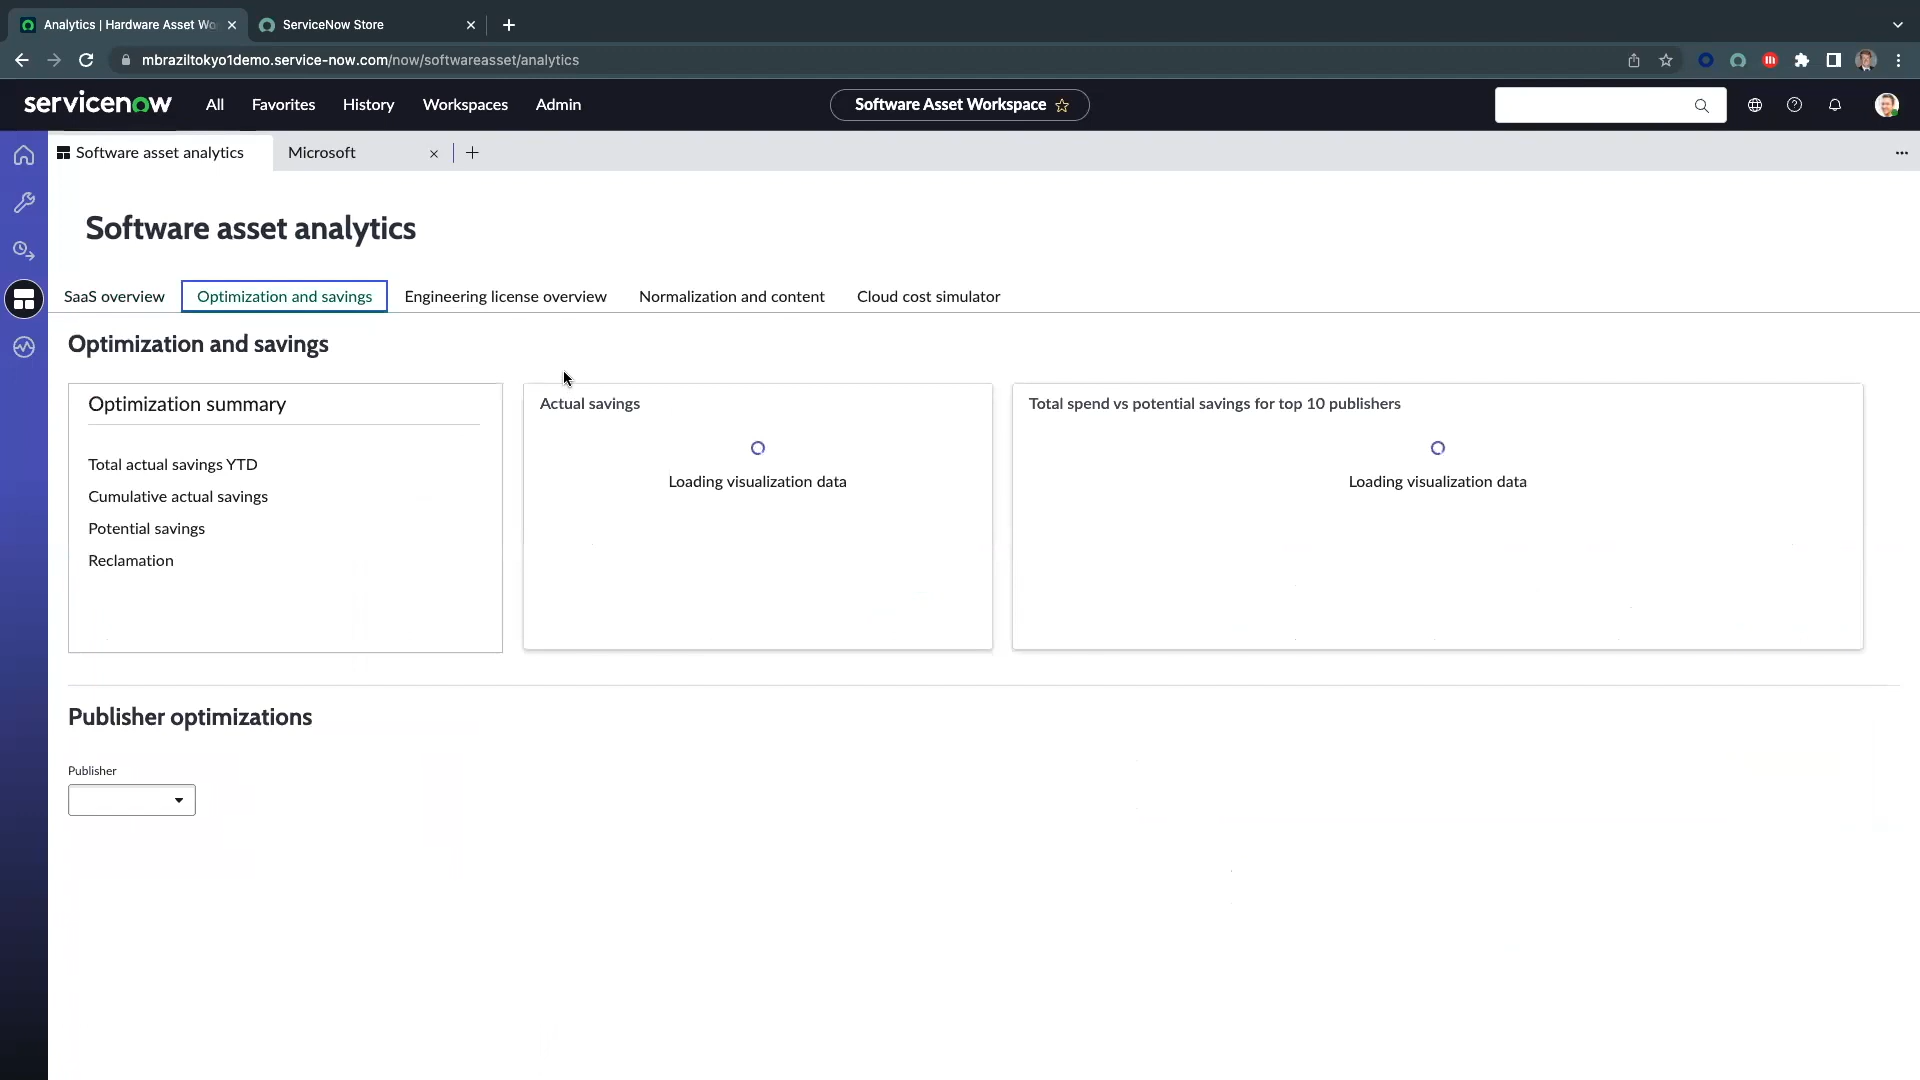 Analytics | Hardware Asset Wo
ServiceNow Store
mbraziltokyo1demo.service-now.com/now/softwareasset/analytics
servicenow
All
Favorites
History
Workspaces
Admin
Software Asset Workspace
Software asset analytics
Microsoft
Software asset analytics
SaaS overview
Optimization and savings
Engineering license overview
Normalization and content
Cloud cost simulator
Optimization and savings
Optimization summary
Total actual savings YTD
Cumulative actual savings
Potential savings
Reclamation
Actual savings
Loading visualization data
Total spend vs potential savings for top 10 publishers
Loading visualization data
Publisher optimizations
Publisher